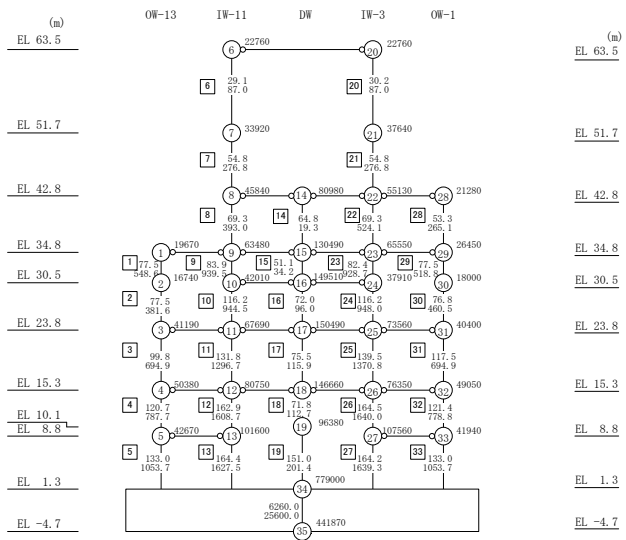 OW-13 IW-11 DW IW-3 OW-1
(m) (m)
EL 63.5 6 22760 20 22760 EL 63.5
6 29.1 20 30.2
87.0 87.0
EL 51.7 7 33920 21 37640 EL 51.7
7 54.8 21 54.8
276.8 276.8
EL 42.8 8 45840 14 80980 22 55130 28 21280 EL 42.8
8 69.3 14 64.8 22 69.3 28 53.3
393.0 19.3 524.1 265.1
EL 34.8 1 19670 9 63480 15 130490 23 65550 29 26450 EL 34.8
1 77.5 9 83.9 15 51.1 23 82.4 29 77.5
548.6 939.5 34.2 928.7 518.8
EL 30.5 2 16740 10 42010 16 149510 24 37910 30 18000 EL 30.5
2 77.5 10 116.2 16 72.0 24 116.2 30 76.8
381.6 944.5 96.0 948.0 460.5
EL 23.8 3 41190 11 67690 17 150490 25 73560 31 40400 EL 23.8
3 99.8 11 131.8 17 75.5 25 139.5 31 117.5
694.9 1296.7 115.9 1370.8 694.9
EL 15.3 4 50380 12 80750 18 146660 26 76350 32 49050 EL 15.3
4 120.7 12 162.9 18 71.8 26 164.5 32 121.4
787.7 1608.7 112.7 1640.0 778.8
EL 10.1 19 96380
EL 8.8 5 42670 13 101600 27 107560 33 41940 EL 8.8
5 133.0 13 164.4 19 151.0 27 164.2 33 133.0
1053.7 1627.5 201.4 1639.3 1053.7
EL 1.3 34 779000 EL 1.3
6260.0
25600.0
EL -4.7 35 441870 EL -4.7